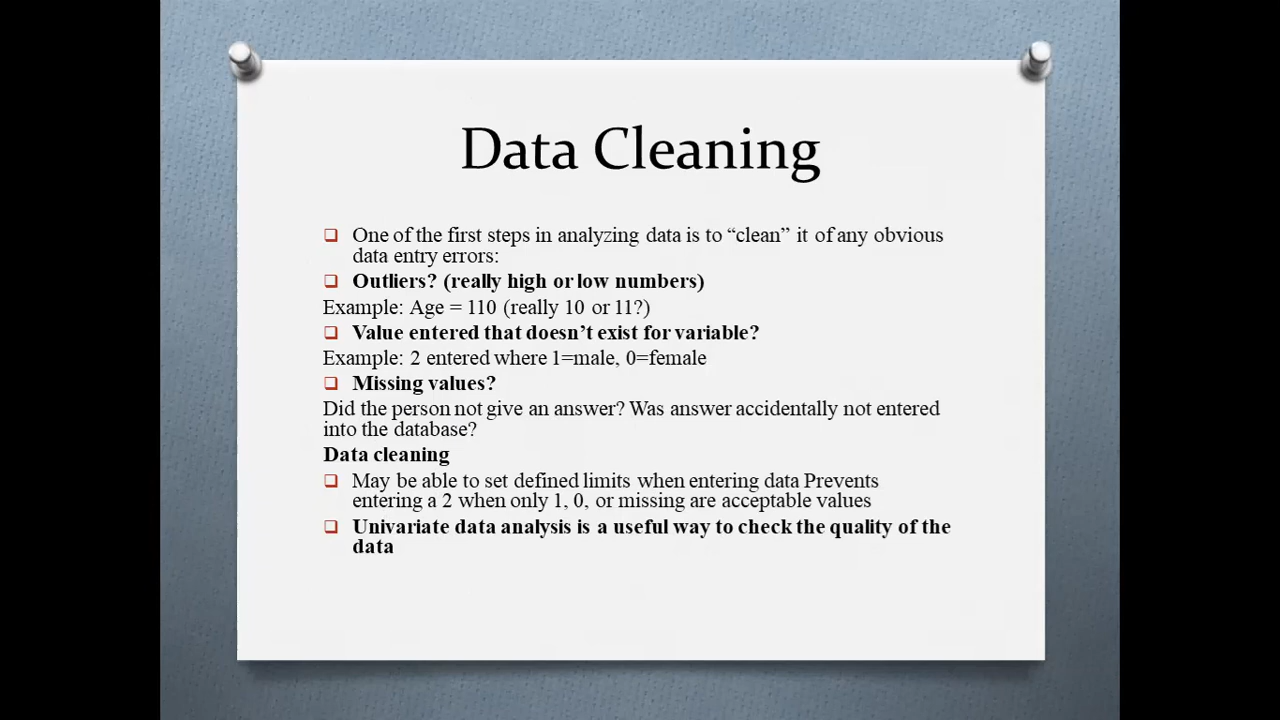 Data Cleaning
One of the first steps in analyzing data is to “clean” it of any obvious
data entry errors:
Outliers? (really high or low numbers)
Example: Age = 110 (really 10 or 11?)
Value entered that doesn’t exist for variable?
Example: 2 entered where 1=male, 0=female
Missing values?
Did the person not give an answer? Was answer accidentally not entered
into the database?
Data cleaning
May be able to set defined limits when entering data Prevents
entering a 2 when only 1, 0, or missing are acceptable values
Univariate data analysis is a useful way to check the quality of the
data